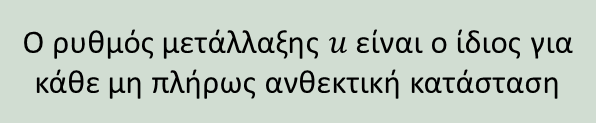 Ο ρυθμός μετάλλαξης u είναι ο ίδιος για
κάθε μη πλήρως ανθεκτική κατάσταση